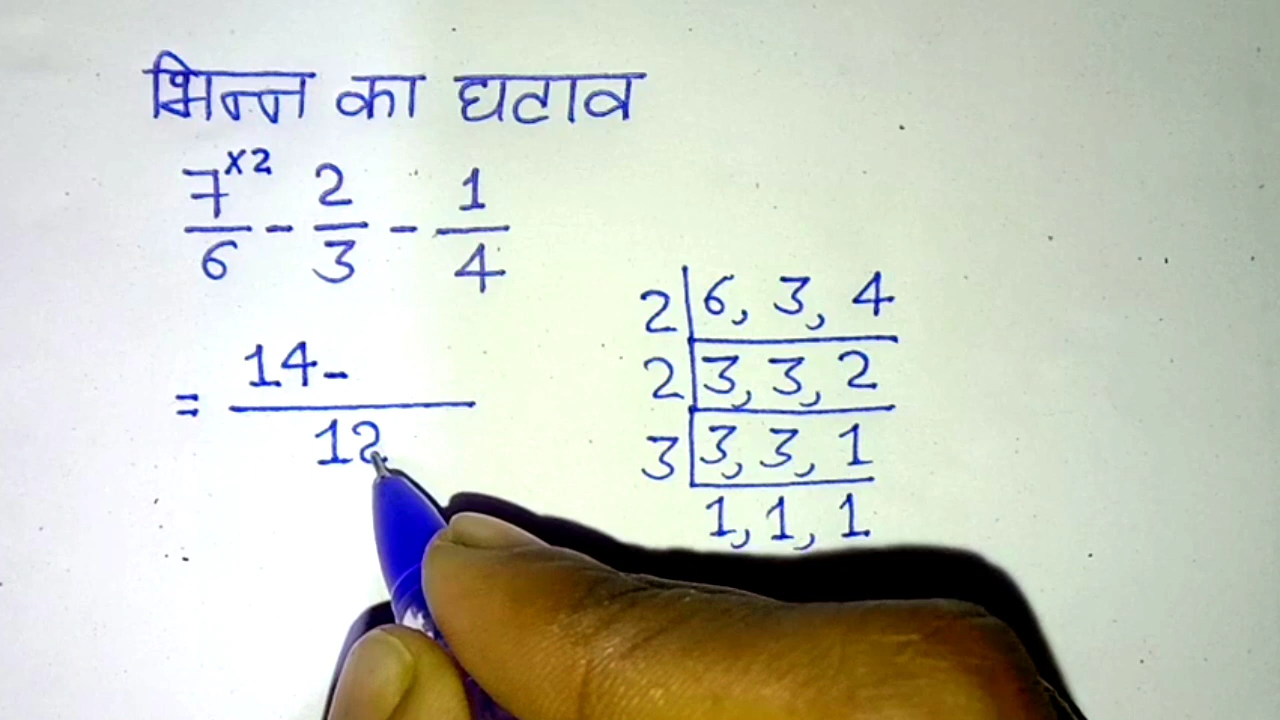 भिन्न का घटाव
7×2/6 - 2/3 - 1/4
= 14-/12
2 | 6, 3, 4
2 | 3, 3, 2
3 | 3, 3, 1
1, 1, 1